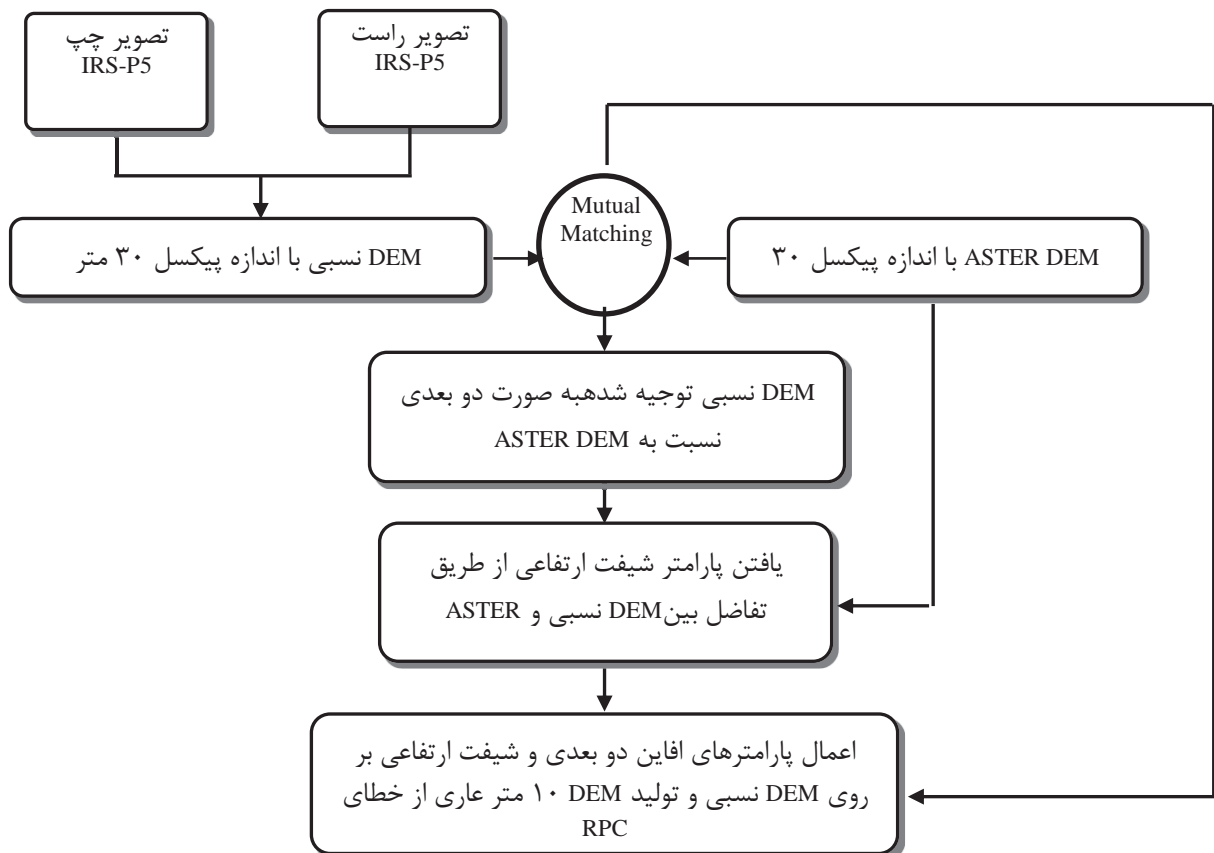 تصویر چپ
IRS-P5
تصویر راست
IRS-P5
Mutual
Matching
DEM نسبی با اندازه پیکسل ۳۰ متر
ASTER DEM با اندازه پیکسل ۳۰
DEM نسبی توجیه شدهبه صورت دو بعدی
نسبت به ASTER DEM
یافتن پارامتر شیفت ارتفاعی از طریق
تفاضل بینDEM نسبی و ASTER
اعمال پارامترهای افاین دو بعدی و شیفت ارتفاعی بر
روی DEM نسبی و تولید DEM ۱۰ متر عاری از خطای
RPC